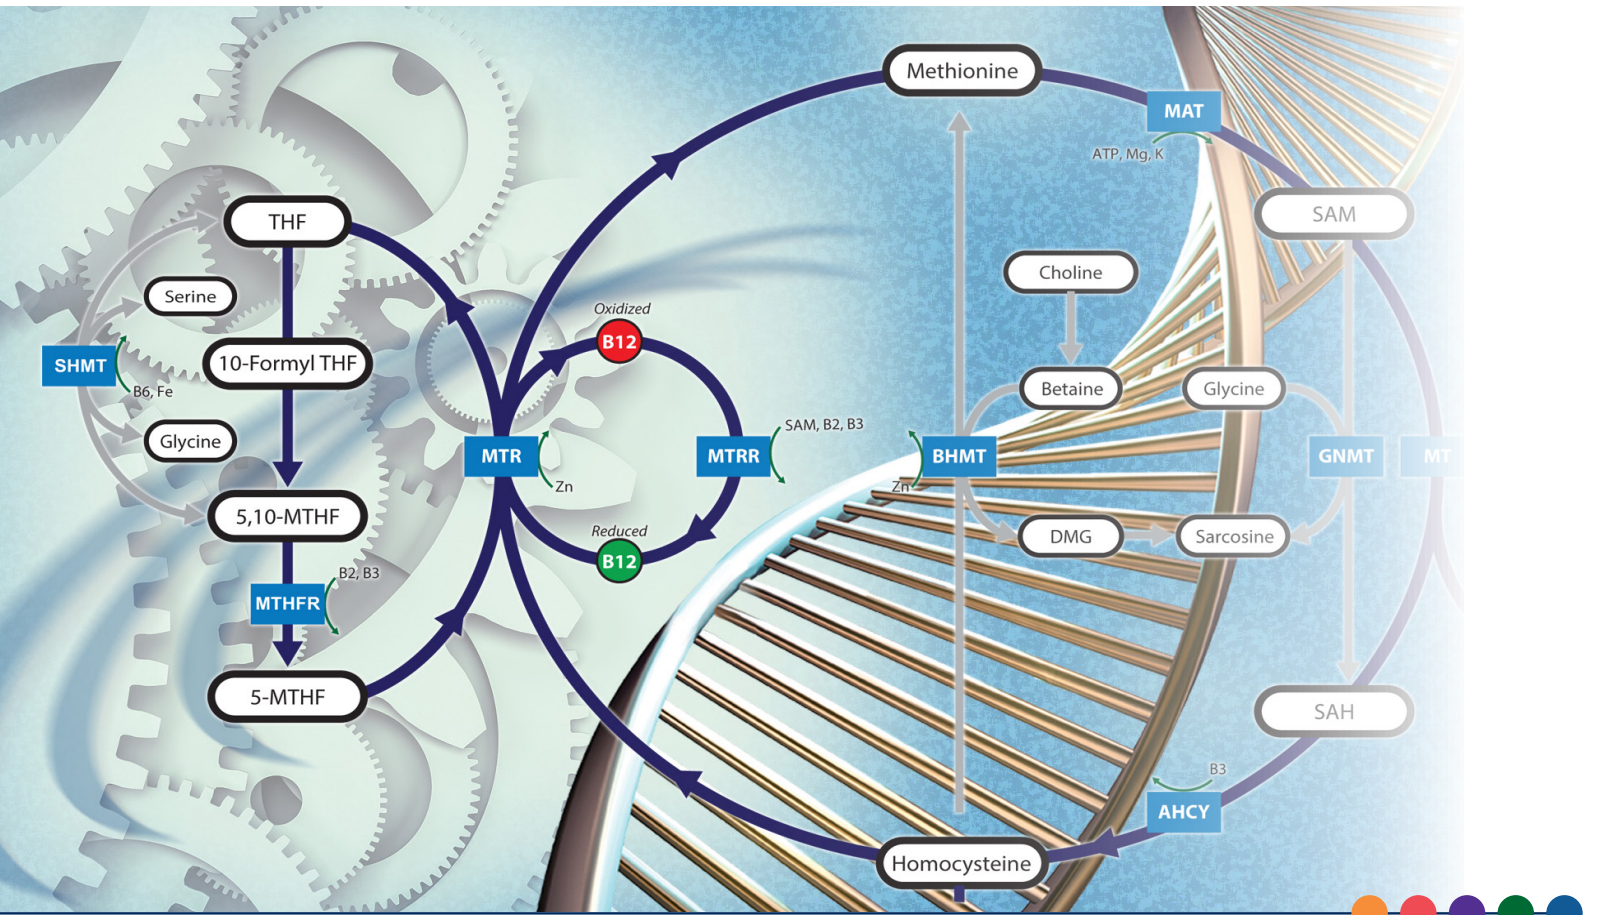 Methionine
MAT
ATP, Mg, K
THF
SAM
Choline
Serine
Oxidized
B12
SHMT
B6, Fe
10-Formyl THF
Betaine
Glycine
Glycine
MTR
Zn
MTRR
SAM, B2, B3
BHMT
Zn
GNMT
MT
5,10-MTHF
Reduced
B12
DMG
Sarcosine
B2, B3
MTHFR
5-MTHF
SAH
B3
AHCY
Homocysteine